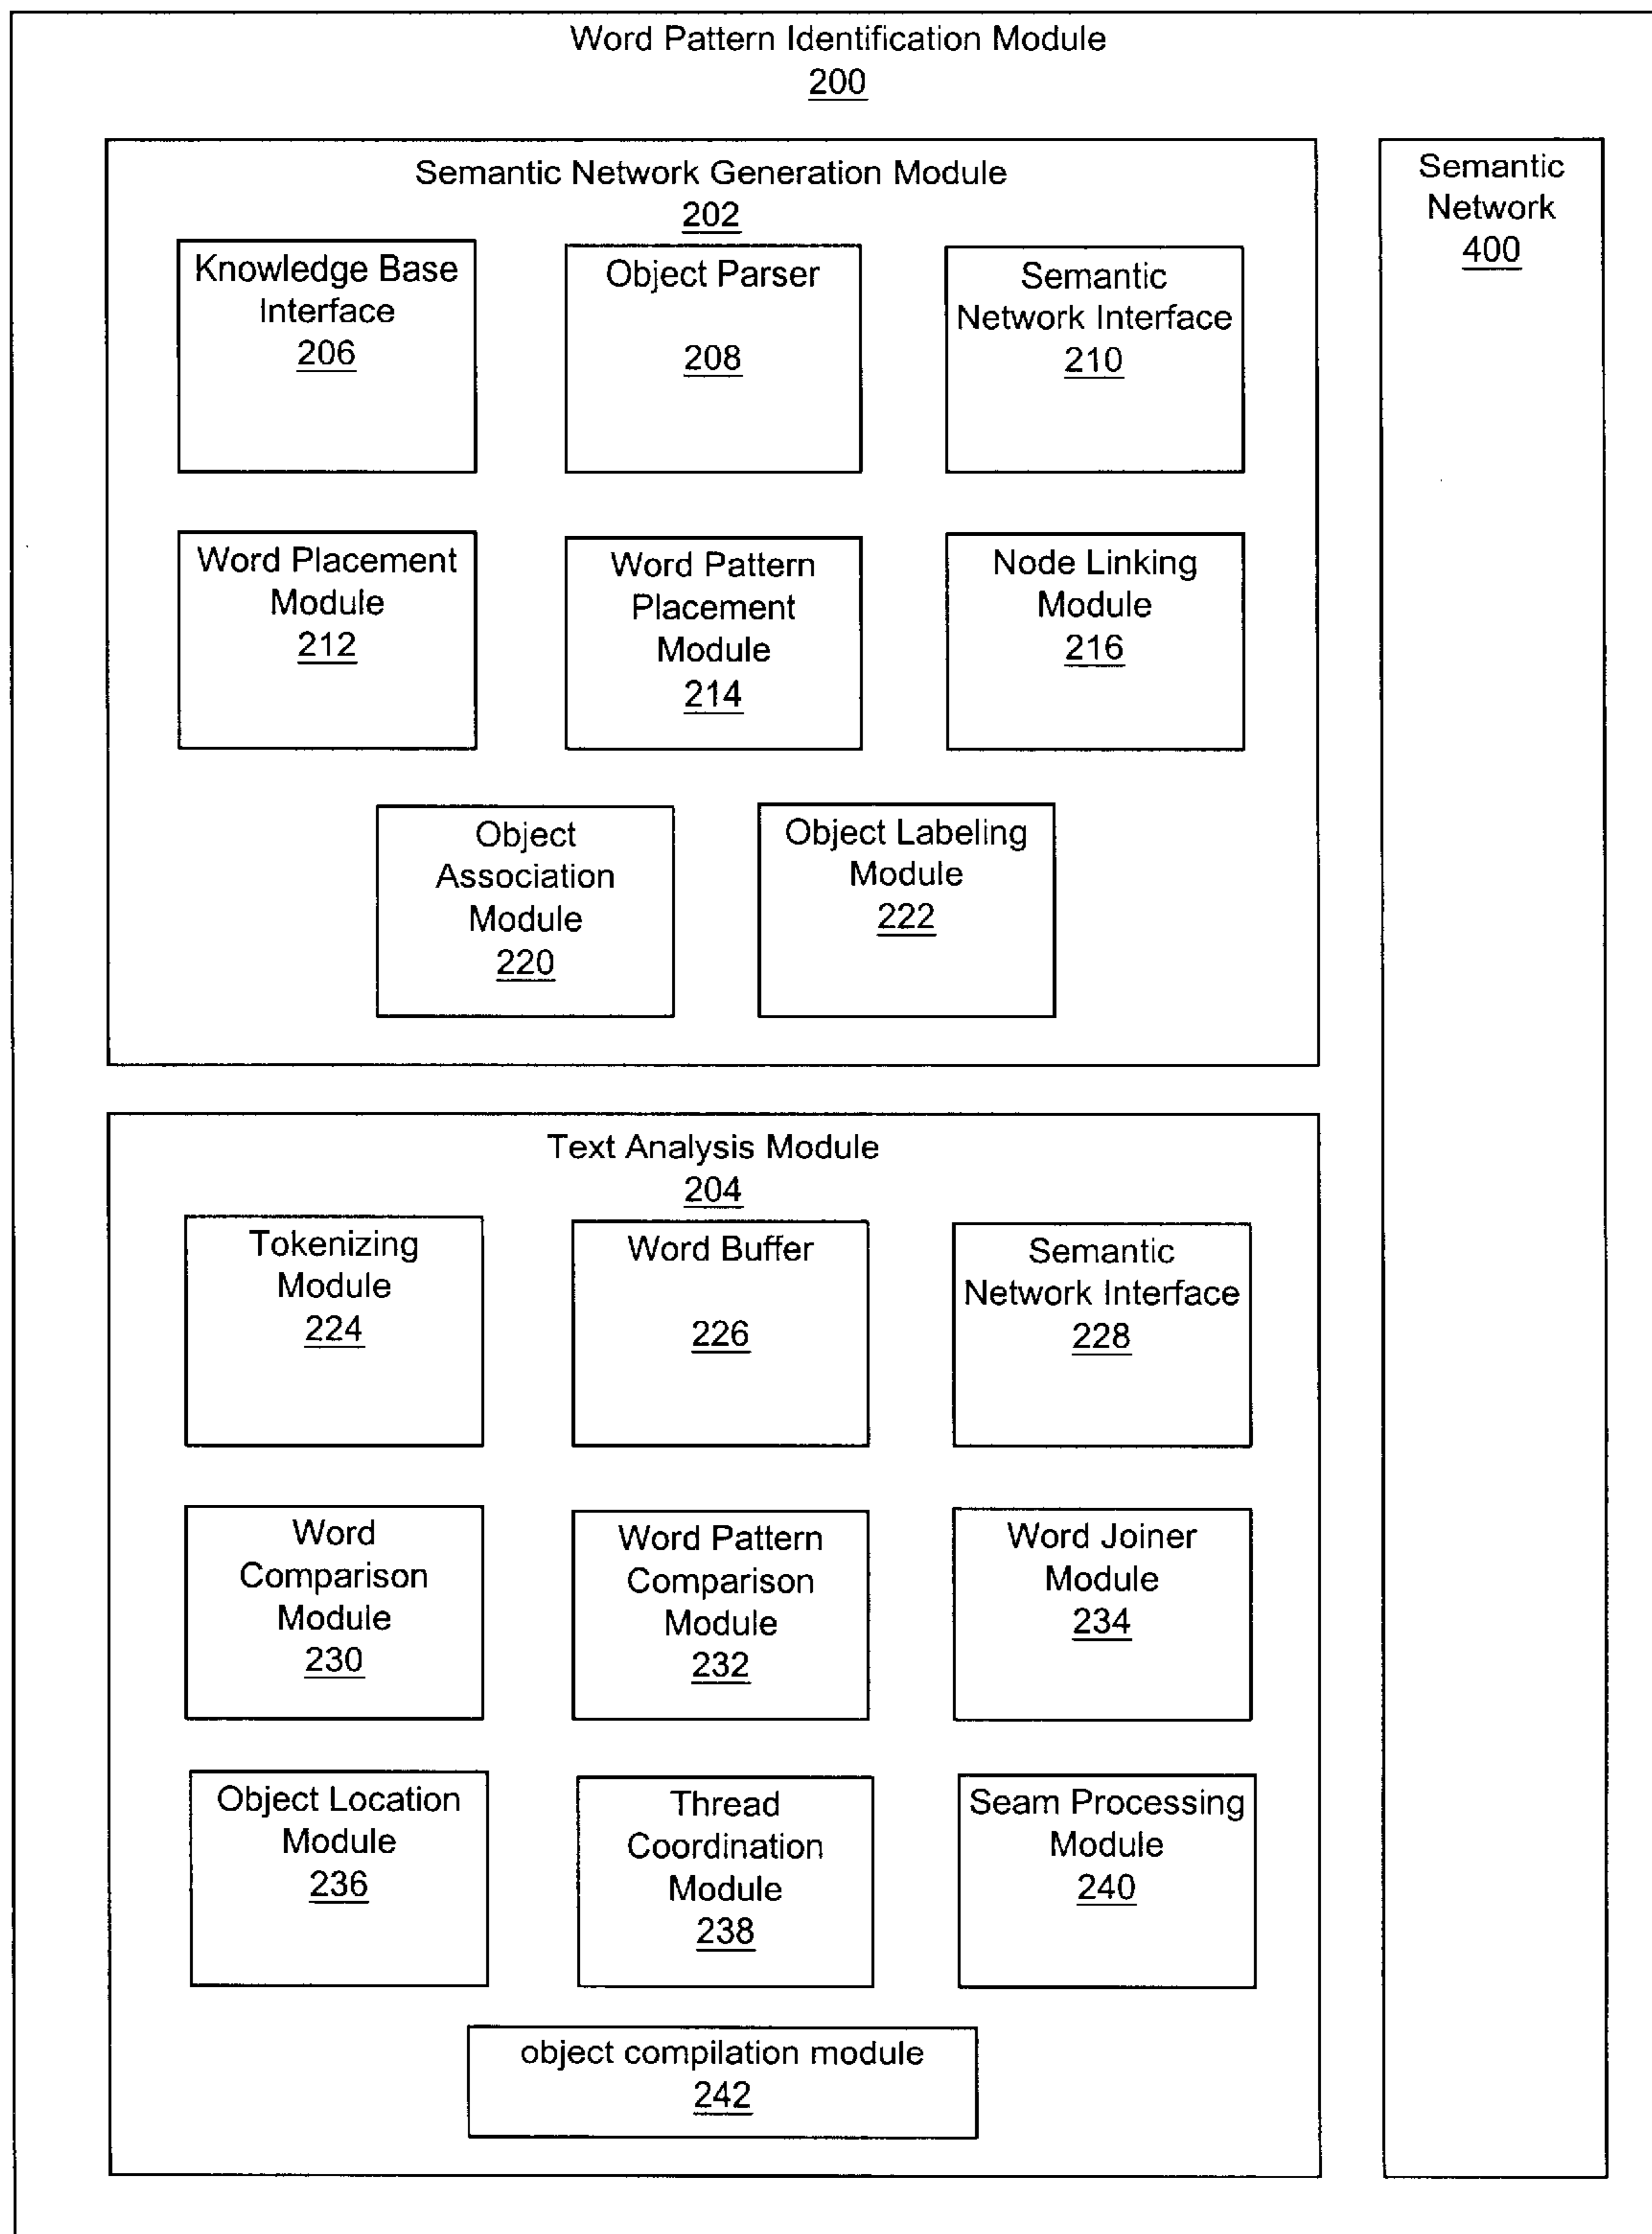 Word Pattern Identification Module
200
Semantic Network Generation Module
202
Knowledge Base
Interface
206
Object Parser
208
Semantic
Network Interface
210
Word Placement
Module
212
Word Pattern
Placement
Module
214
Node Linking
Module
216
Object
Association
Module
220
Object Labeling
Module
222
Semantic
Network
400
Text Analysis Module
204
Tokenizing
Module
224
Word Buffer
226
Semantic
Network Interface
228
Word
Comparison
Module
230
Word Pattern
Comparison
Module
232
Word Joiner
Module
234
Object Location
Module
236
Thread
Coordination
Module
238
Seam Processing
Module
240
object compilation module
242